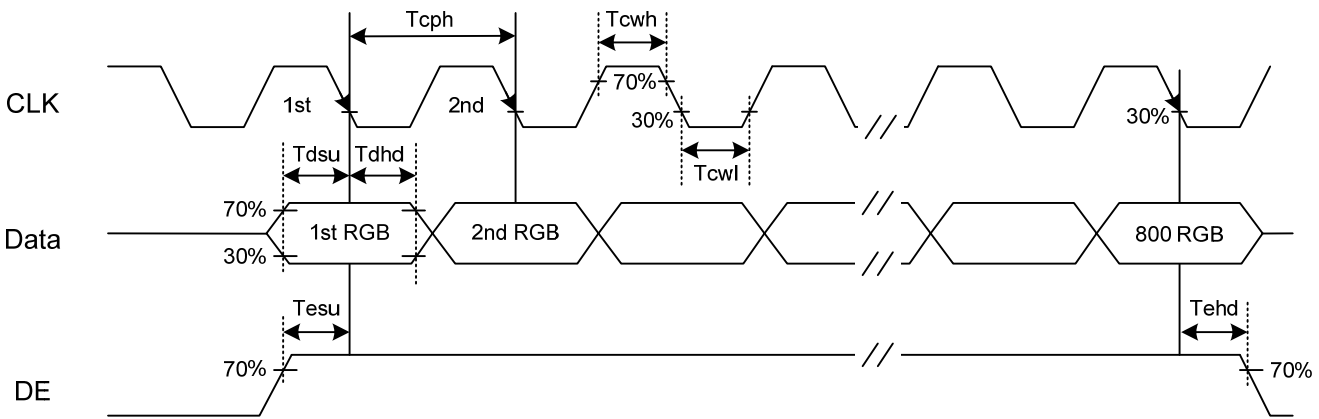 Tcph
Tcwh
CLK
1st
2nd
70%
30%
30%
Tcwl
Tdsu
Tdhd
Data
70%
30%
1st RGB
2nd RGB
800 RGB
Tesu
Tehd
DE
70%
70%